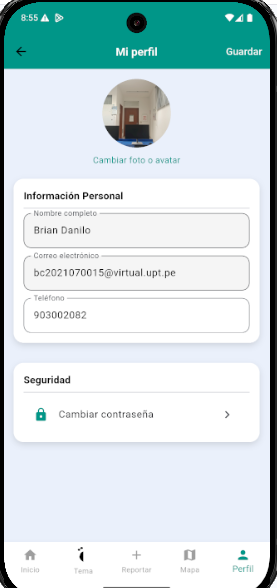 8:55
Mi perfil
Guardar
Cambiar foto o avatar
Información Personal
Nombre completo
Brian Danilo
Correo electrónico
bc2021070015@virtual.upt.pe
Teléfono
903002082
Seguridad
Cambiar contraseña
Inicio
Tema
Reportar
Mapa
Perfil